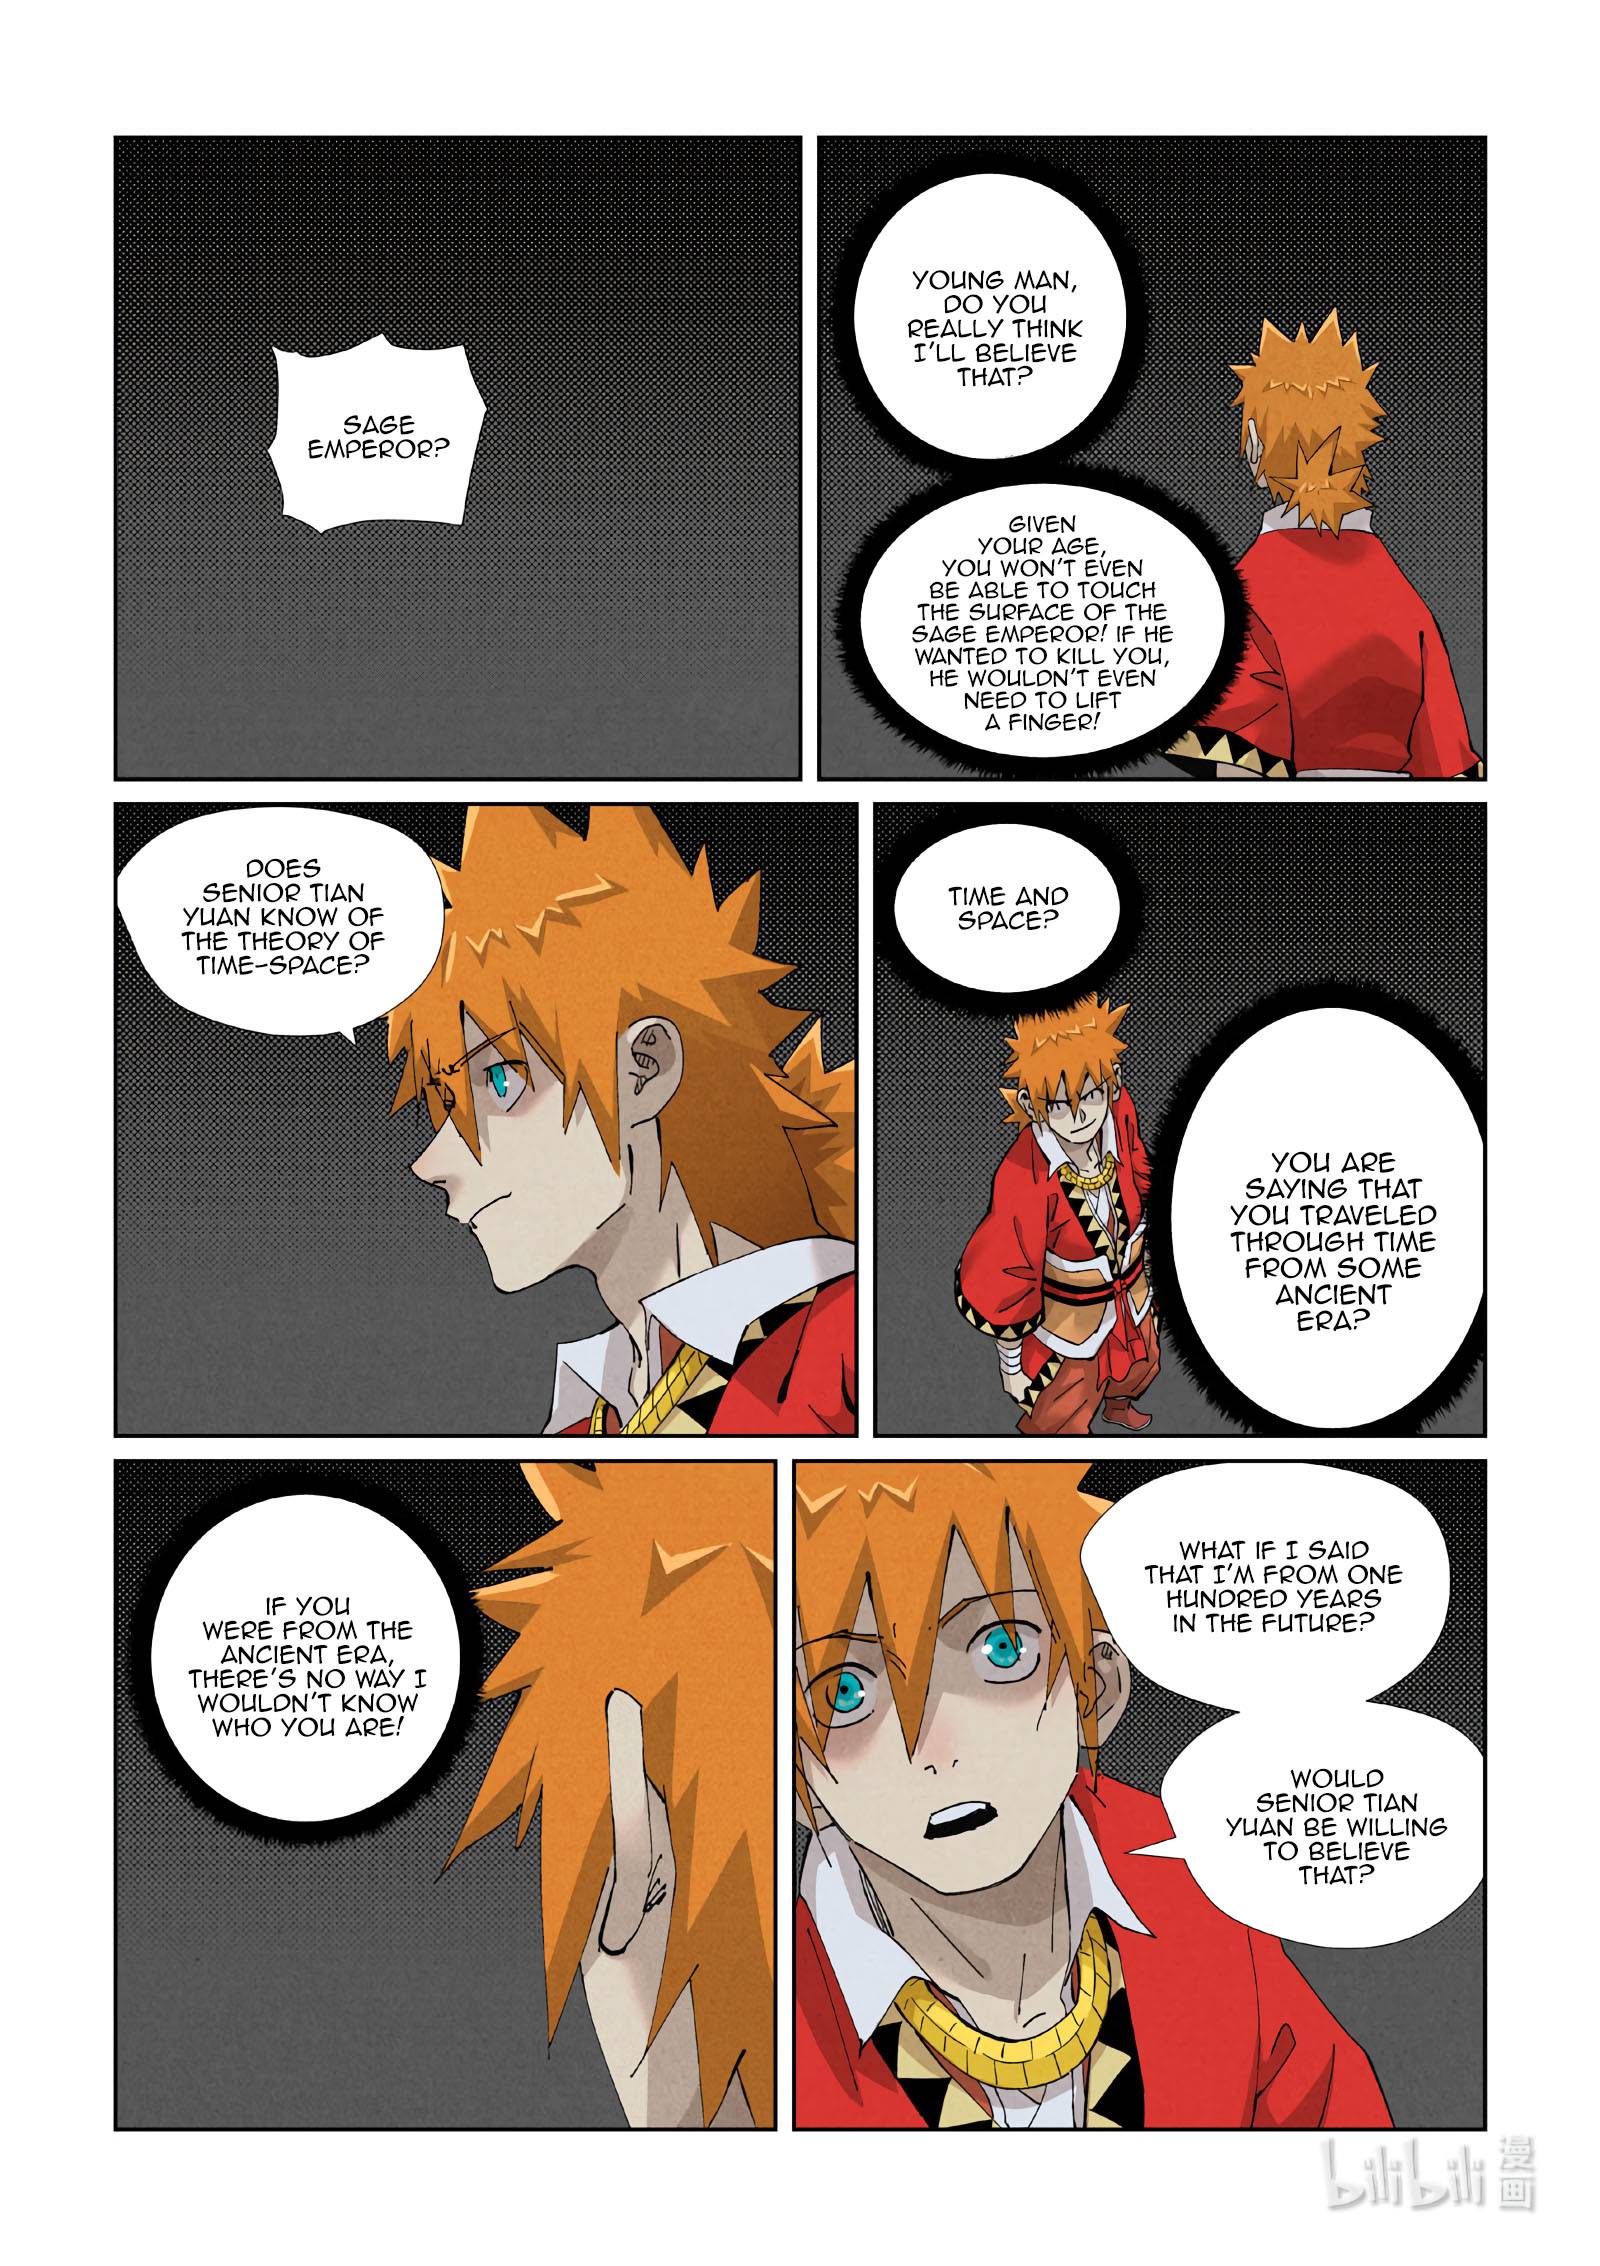 SAGE
EMPEROR?
YOUNG MAN,
DO YOU
REALLY THINK
I'LL BELIEVE
THAT?
GIVEN
YOUR AGE,
YOU WON'T EVEN
BE ABLE TO TOUCH
THE SURFACE OF THE
SAGE EMPEROR! IF HE
WANTED TO KILL YOU,
HE WOULDN'T EVEN
NEED TO LIFT
A FINGER!
DOES
SENIOR TIAN
YUAN KNOW OF
THE THEORY OF
TIME-SPACE?
TIME AND
SPACE?
YOU ARE
SAYING THAT
YOU TRAVELED
THROUGH TIME
FROM SOME
ANCIENT
ERA?
IF YOU
WERE FROM THE
ANCIENT ERA,
THERE'S NO WAY I
WOULDN'T KNOW
WHO YOU ARE!
WHAT IF I SAID
THAT I'M FROM ONE
HUNDRED YEARS
IN THE FUTURE?
WOULD
SENIOR TIAN
YUAN BE WILLING
TO BELIEVE
THAT?
bilibili 漫画